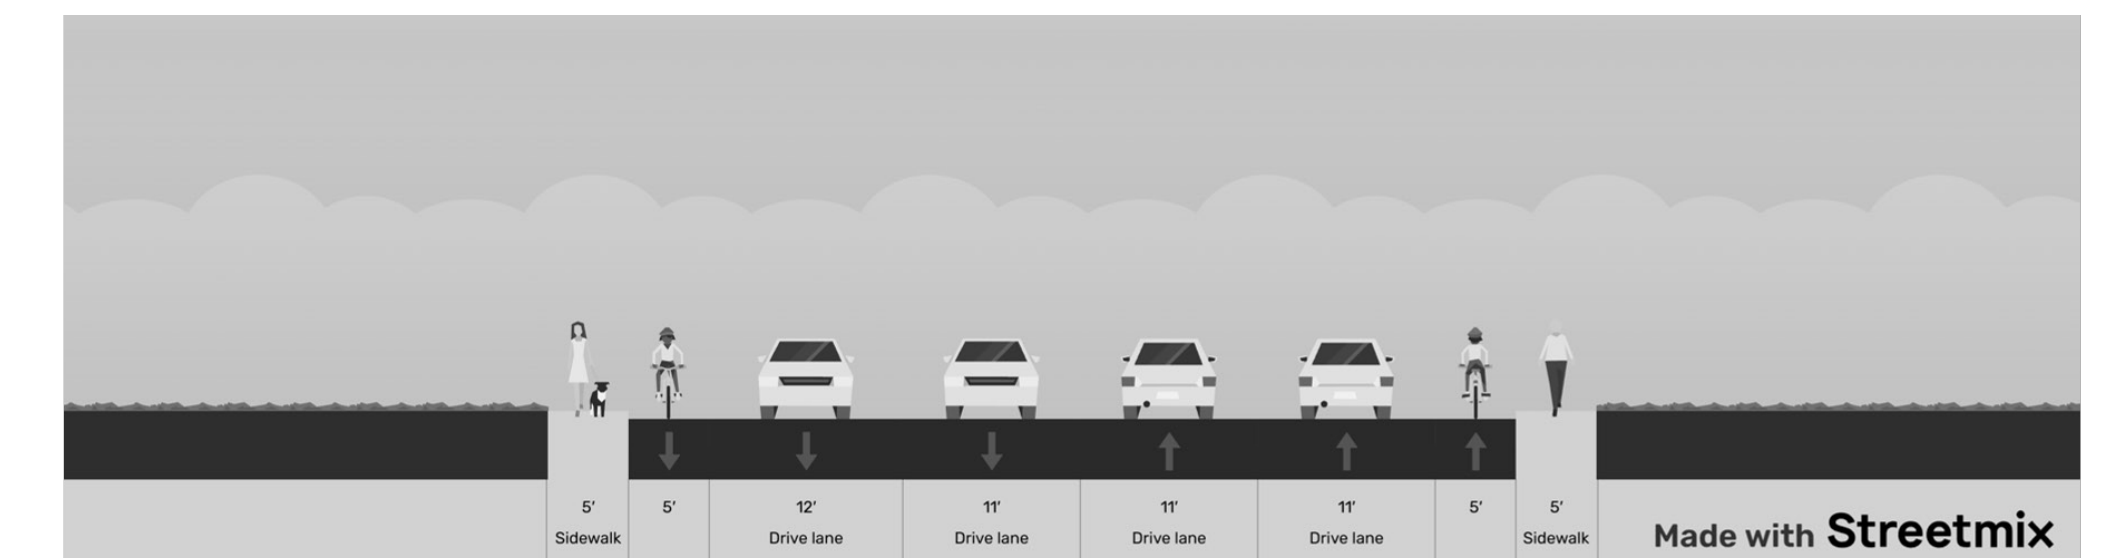 5′ 5′ 12′ 11′ 11′ 11′ 5′ 5′
Sidewalk Drive lane Drive lane Drive lane Drive lane Sidewalk
Made with Streetmix